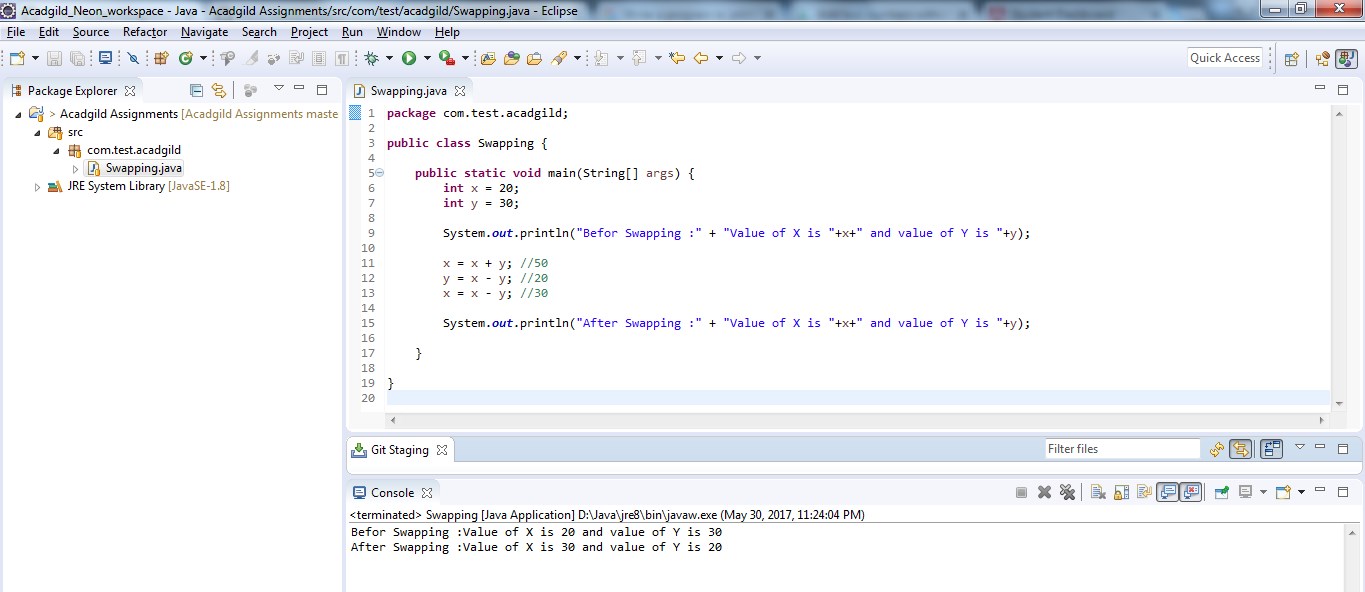 Acadgild_Neon_workspace - Java - Acadgild Assignments/src/com/test/acadgild/Swapping.java - Eclipse
File Edit Source Refactor Navigate Search Project Run Window Help
Quick Access
Package Explorer
> Acadgild Assignments [Acadgild Assignments maste
src
com.test.acadgild
Swapping.java
JRE System Library [JavaSE-1.8]
Swapping.java
1 package com.test.acadgild;
2
3 public class Swapping {
4
5 public static void main(String[] args) {
6 int x = 20;
7 int y = 30;
8
9 System.out.println("Befor Swapping :" + "Value of X is "+x+" and value of Y is "+y);
10
11 x = x + y; //50
12 y = x - y; //20
13 x = x - y; //30
14
15 System.out.println("After Swapping :" + "Value of X is "+x+" and value of Y is "+y);
16
17 }
18
19 }
20
Git Staging
Filter files
Console
<terminated> Swapping [Java Application] D:\Java\jre8\bin\javaw.exe (May 30, 2017, 11:24:04 PM)
Befor Swapping :Value of X is 20 and value of Y is 30
After Swapping :Value of X is 30 and value of Y is 20